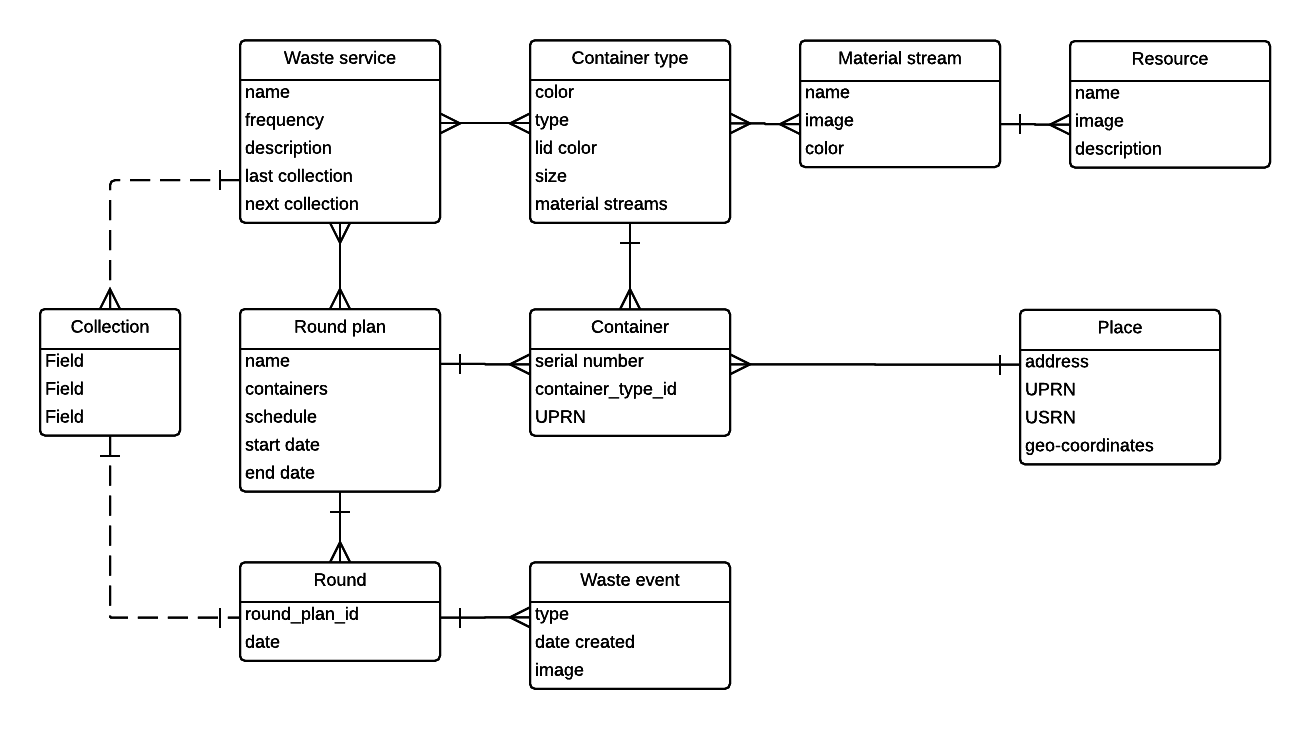 Waste service
name
frequency
description
last collection
next collection
Container type
color
type
lid color
size
material streams
Material stream
name
image
color
Resource
name
image
description
Collection
Field
Field
Field
Round plan
name
containers
schedule
start date
end date
Container
serial number
container_type_id
UPRN
Place
address
UPRN
USRN
geo-coordinates
Round
round_plan_id
date
Waste event
type
date created
image